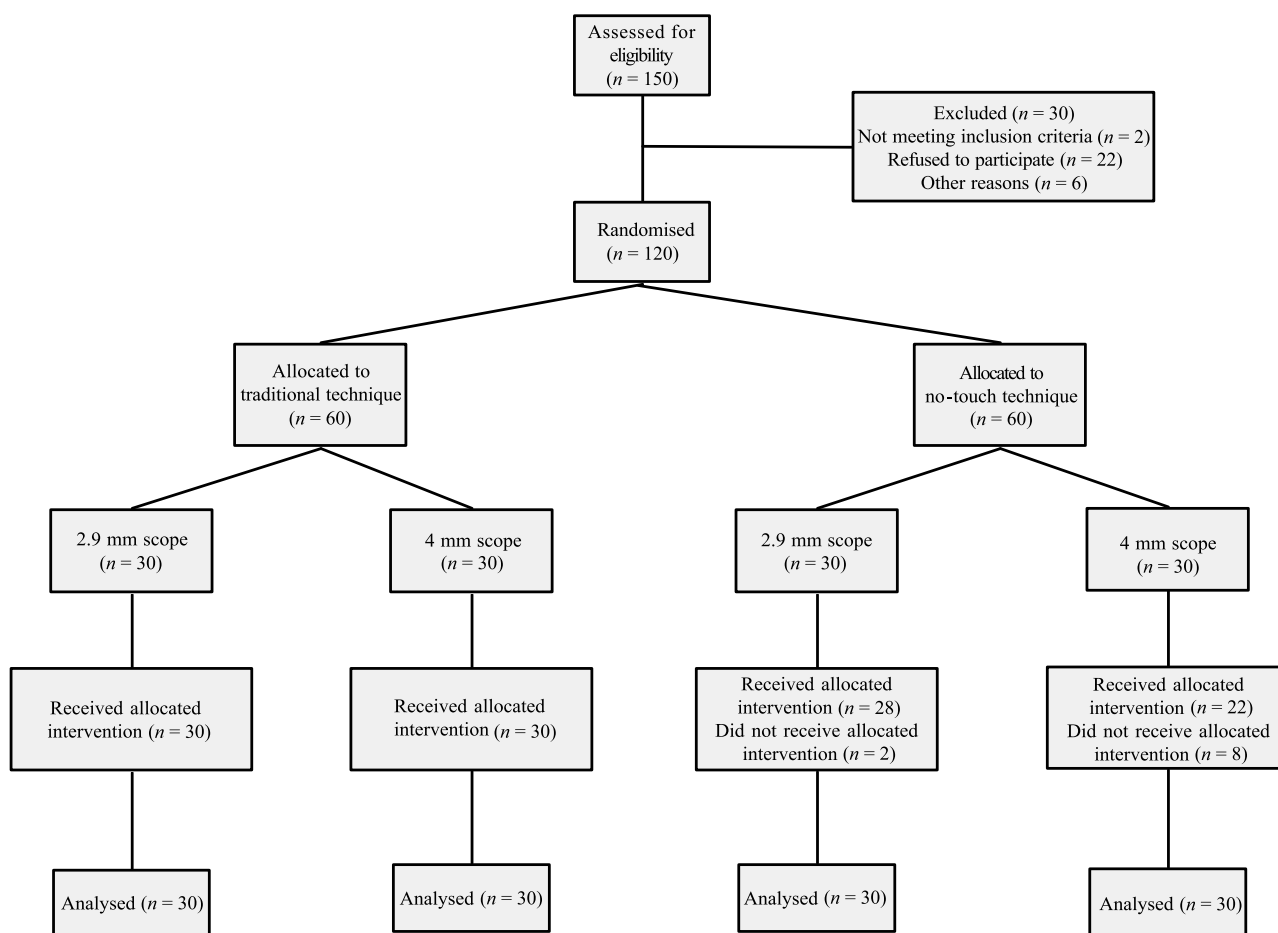 Assessed for
eligibility
(n = 150)
Excluded (n = 30)
Not meeting inclusion criteria (n = 2)
Refused to participate (n = 22)
Other reasons (n = 6)
Randomised
(n = 120)
Allocated to
traditional technique
(n = 60)
Allocated to
no-touch technique
(n = 60)
2.9 mm scope
(n = 30)
4 mm scope
(n = 30)
2.9 mm scope
(n = 30)
4 mm scope
(n = 30)
Received allocated
intervention (n = 30)
Received allocated
intervention (n = 30)
Received allocated
intervention (n = 28)
Did not receive allocated
intervention (n = 2)
Received allocated
intervention (n = 22)
Did not receive allocated
intervention (n = 8)
Analysed (n = 30)
Analysed (n = 30)
Analysed (n = 30)
Analysed (n = 30)